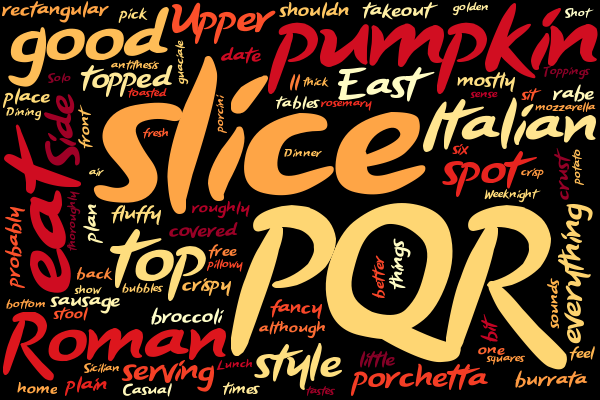 rectangular
pick
Upper
shouldn
takeout
golden
Shot
good
antithesis
guaciale
date
pumpkin
Solo
topped
toasted
ll
thick
East
mostly
sense
Toppings
place
Dining
front
porcini
tables
rosemary
sit
rabe
mozzarella
Side
slice
fresh
Dinner
Italian
eat
six
spot
crisp
crust
potato
air
Weeknight
thoroughly
plan
fluffy
roughly
PQR
probably
covered
top
free
pillowy
better
things
everything
back
bubbles
crispy
show
bottom
sausage
stool
broccoli
fancy
although
sounds
bit
Roman
style
little
one
squares
feel
Sicilian
serving
Lunch
porchetta
burrata
home
plain
Casual
times
tastes